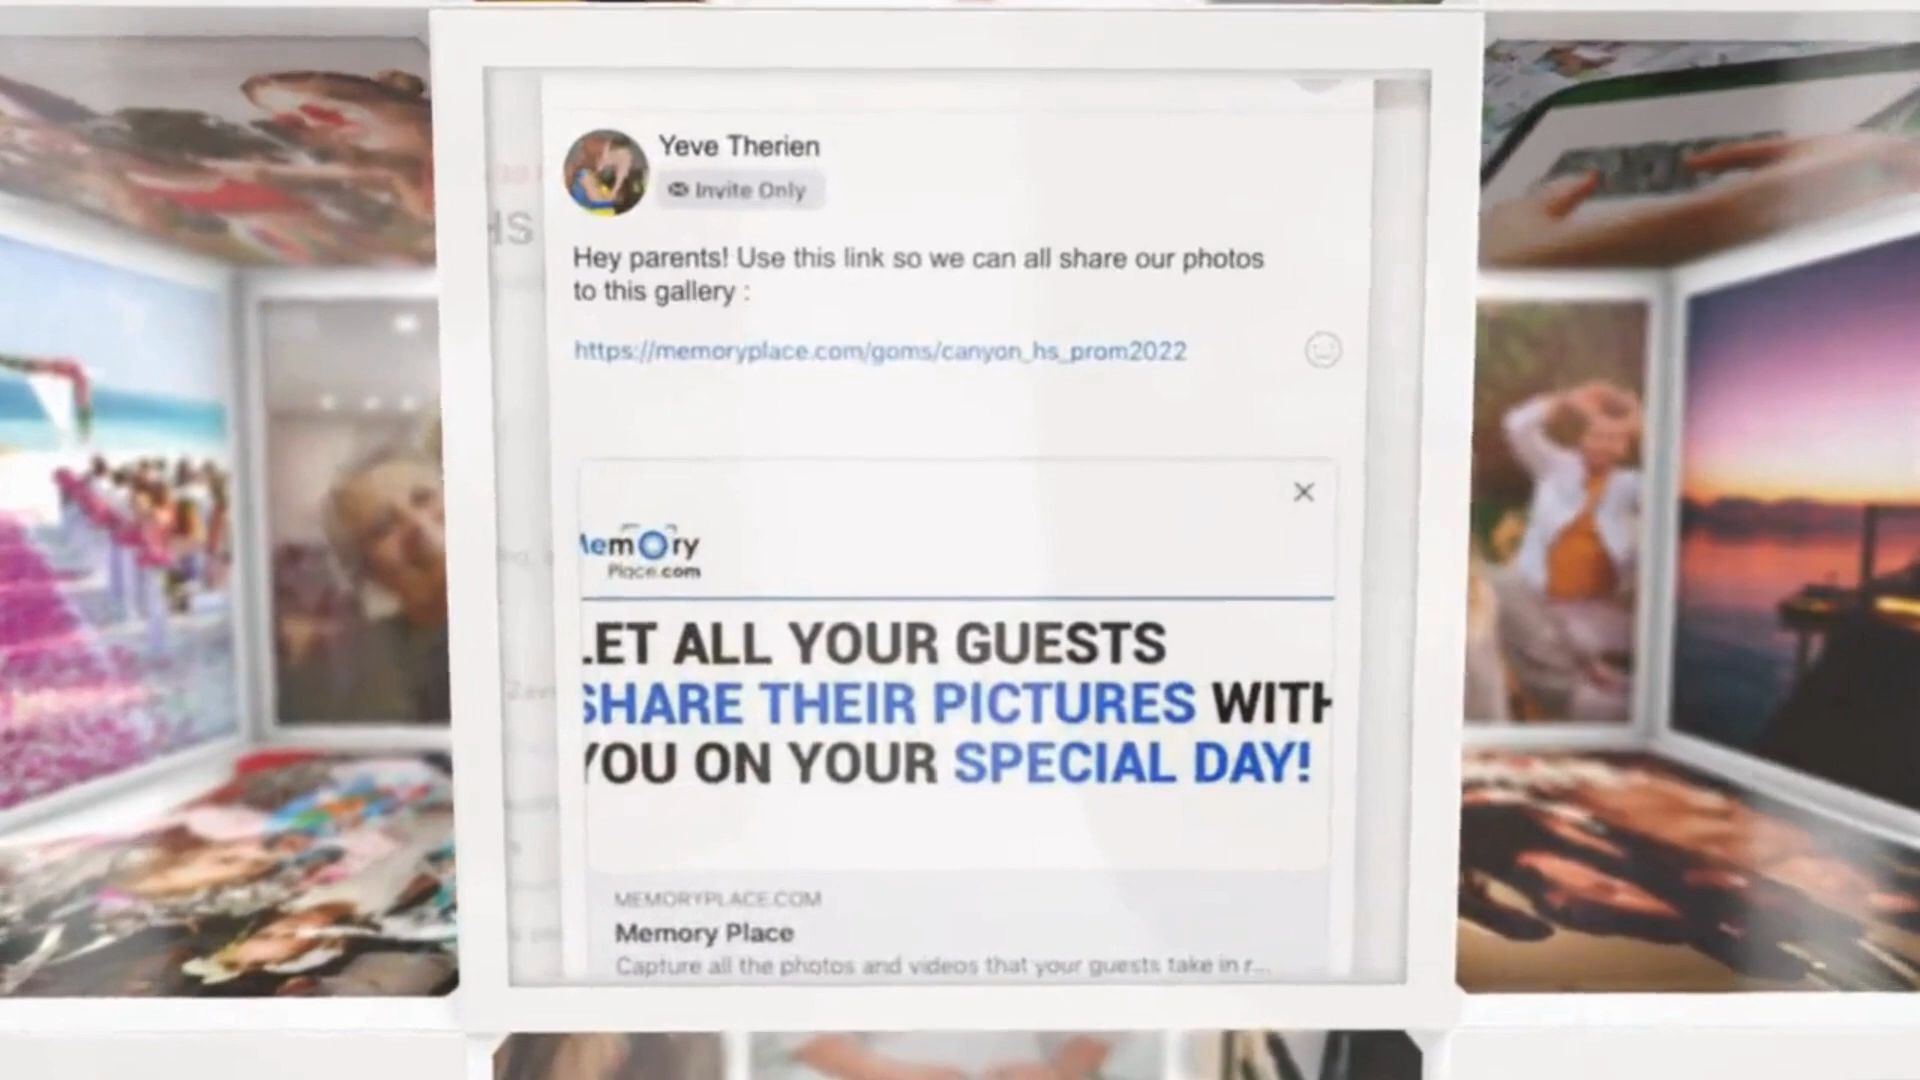 Yeve Therien
Invite Only
HS
Hey parents! Use this link so we can all share our photos
to this gallery :
https://memoryplace.com/goms/canyon_hs_prom2022
Memory
Place.com
LET ALL YOUR GUESTS
SHARE THEIR PICTURES WITH
YOU ON YOUR SPECIAL DAY!
MEMORYPLACE.COM
Memory Place
Capture all the photos and videos that your guests take in r...